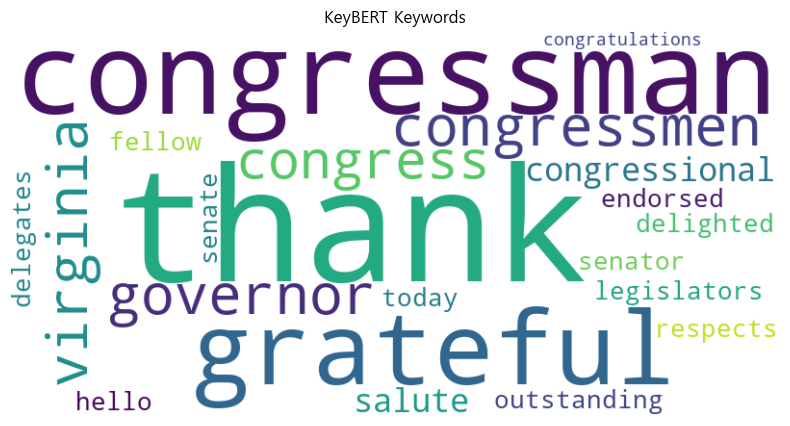 KeyBERT Keywords
congratulations
congressman
congressmen
fellow
congress
congressional
virginia
delegates
senate
thank
endorsed
delighted
senator
governor
today
legislators
grateful
respects
hello
salute
outstanding